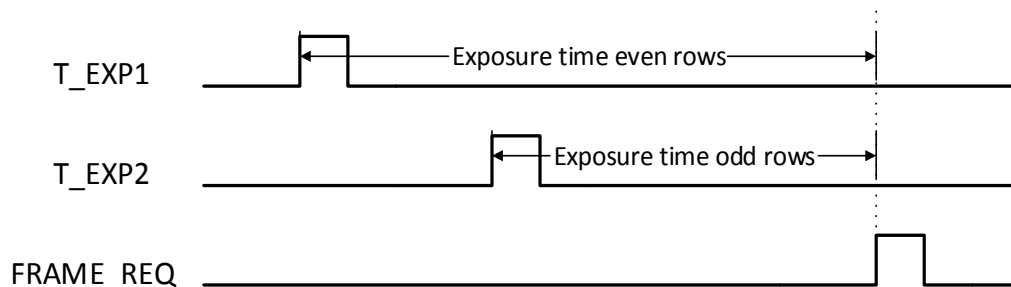 Exposure time even rows
T_EXP1
Exposure time odd rows
T_EXP2
FRAME_REQ